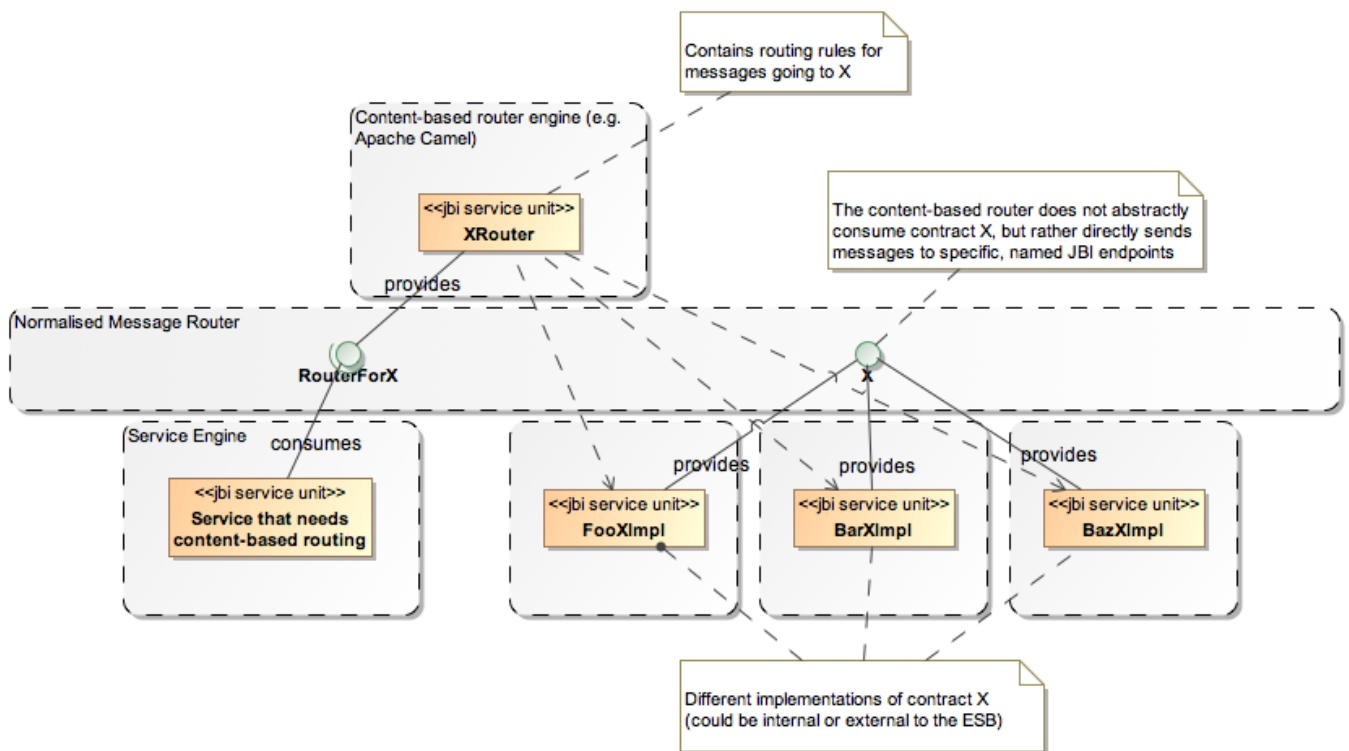 Contains routing rules for
messages going to X
Content-based router engine (e.g.
Apache Camel)
<<jbi service unit>>
XRouter
The content-based router does not abstractly
consume contract X, but rather directly sends
messages to specific, named JBI endpoints
provides
Normalised Message Router
RouterForX
X
Service Engine
consumes
provides
provides
provides
<<jbi service unit>>
Service that needs
content-based routing
<<jbi service unit>>
FooXImpl
<<jbi service unit>>
BarXImpl
<<jbi service unit>>
BazXImpl
Different implementations of contract X
(could be internal or external to the ESB)